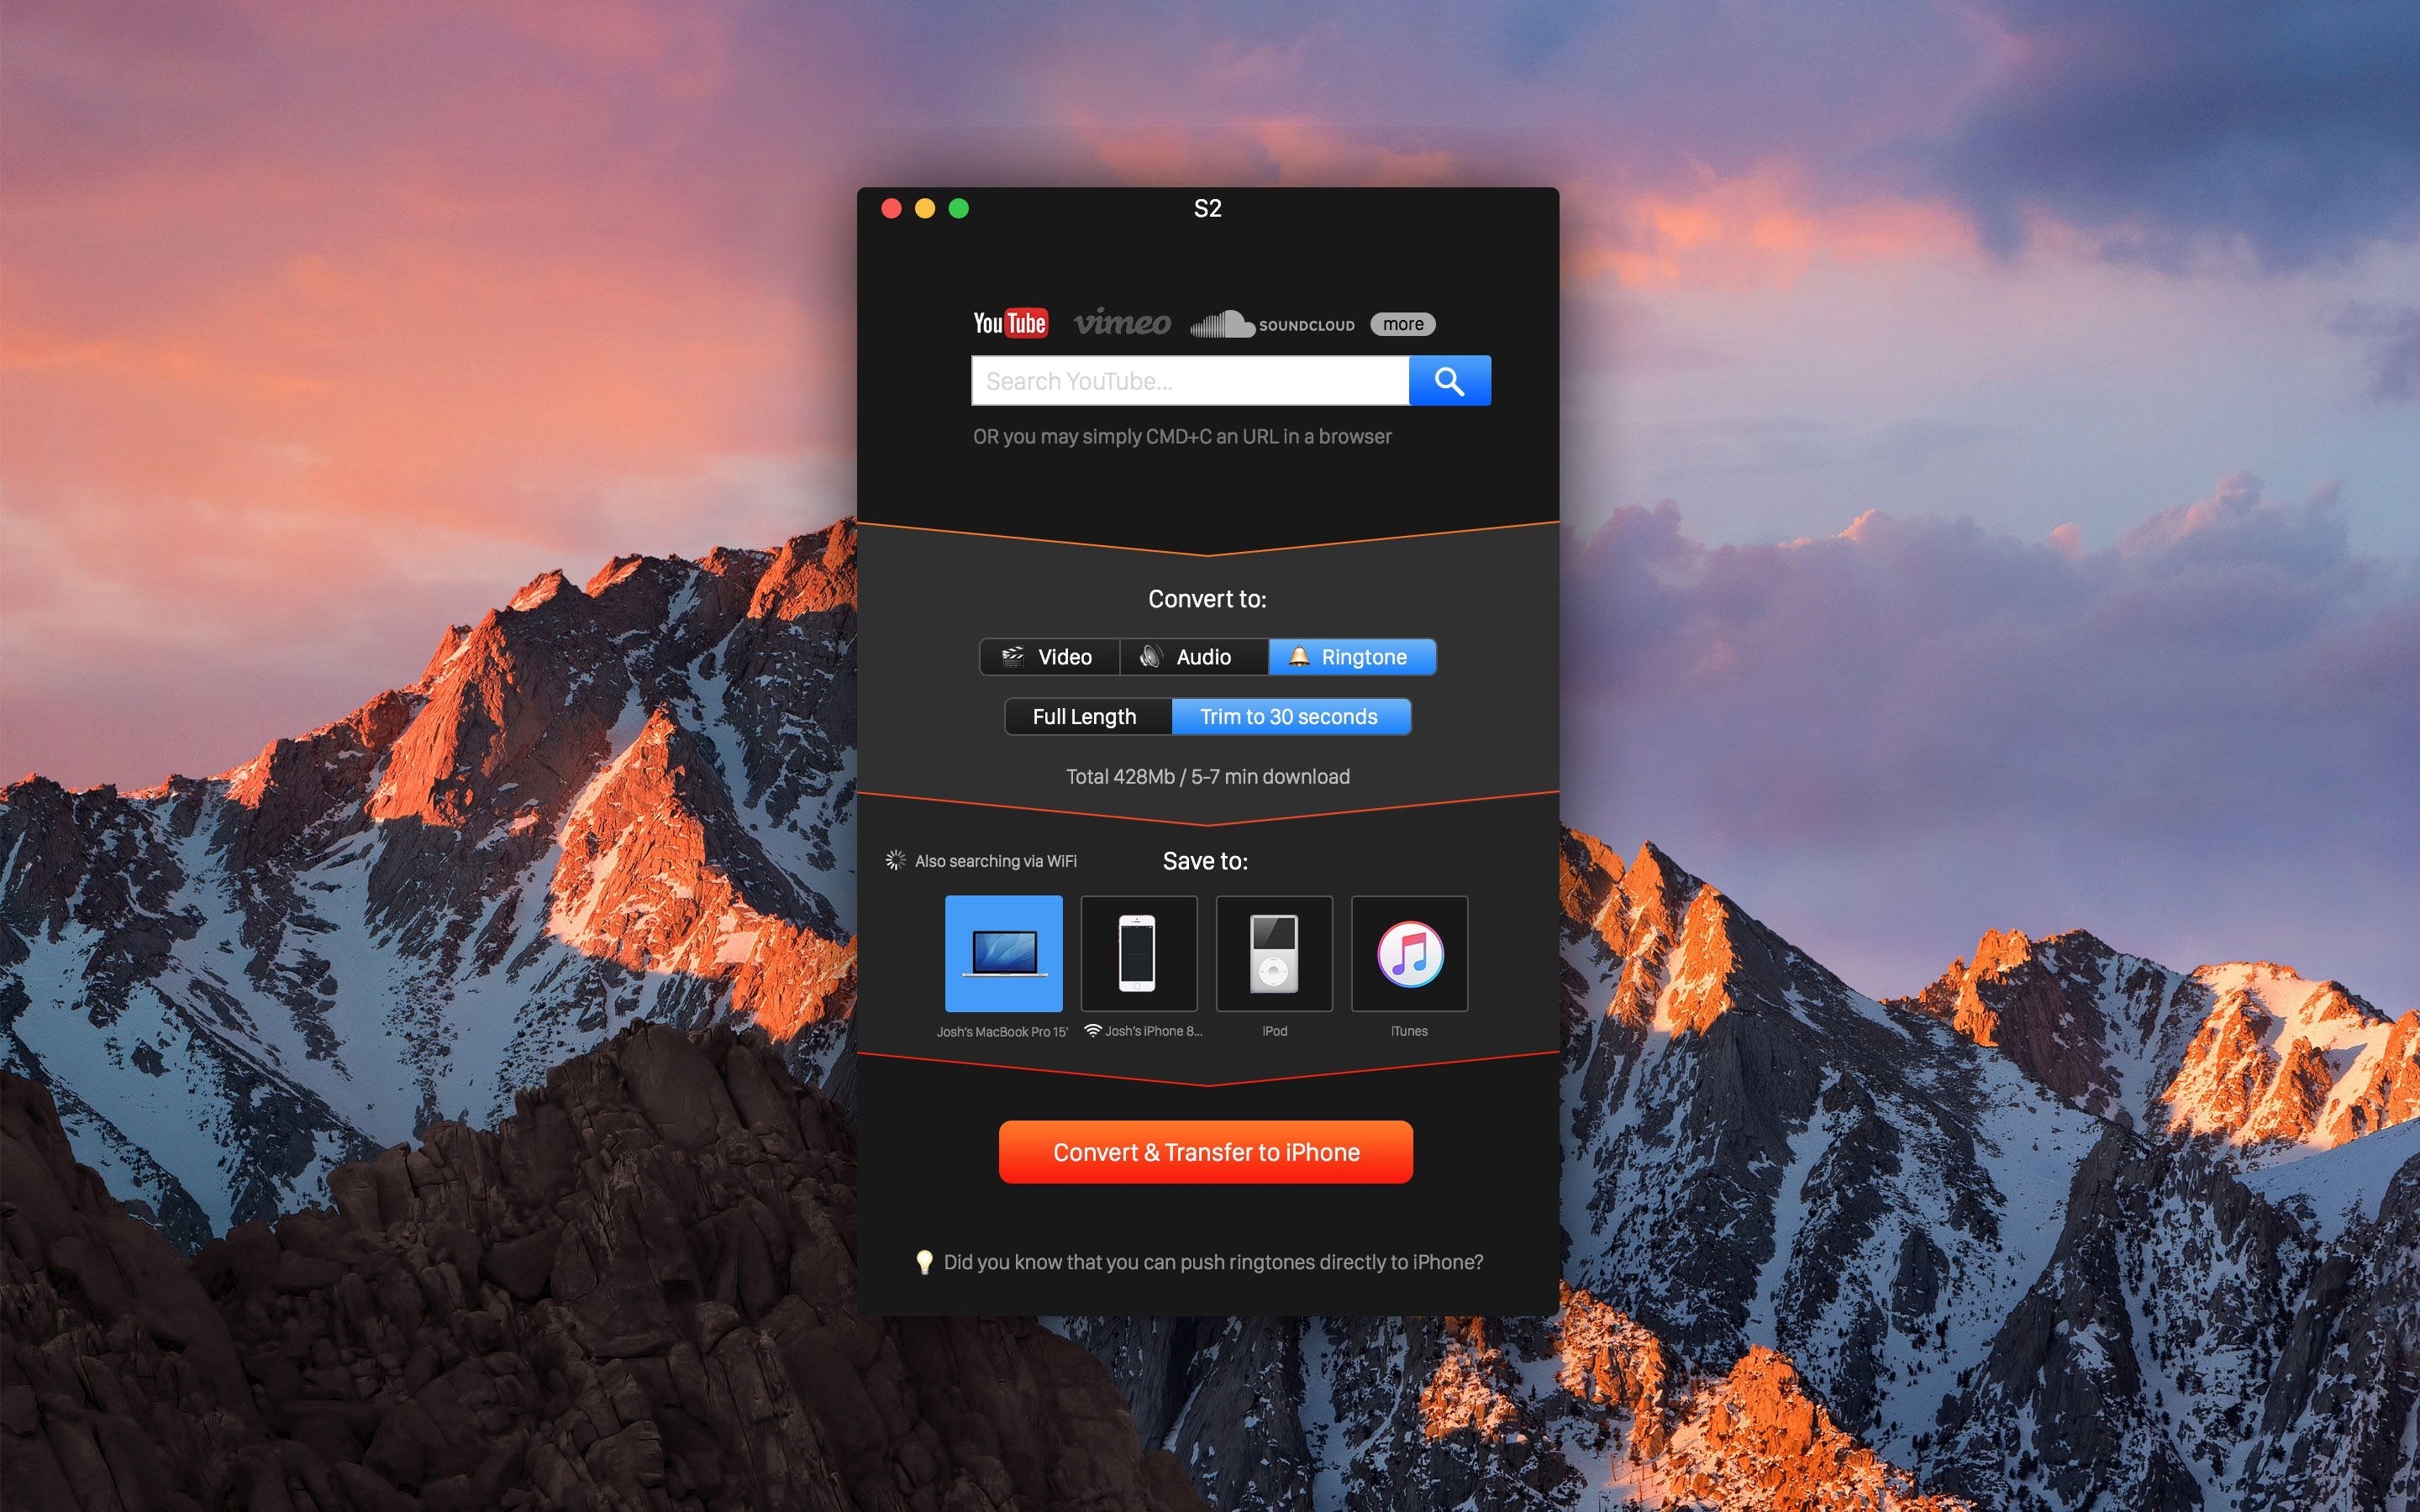 S2
YouTube vimeo SOUNDCLOUD more
Search YouTube...
OR you may simply CMD+C an URL in a browser
Convert to:
Video Audio Ringtone
Full Length Trim to 30 seconds
Total 428Mb / 5-7 min download
Also searching via WiFi Save to:
Josh's MacBook Pro 15' Josh's iPhone 8... iPod iTunes
Convert & Transfer to iPhone
Did you know that you can push ringtones directly to iPhone?